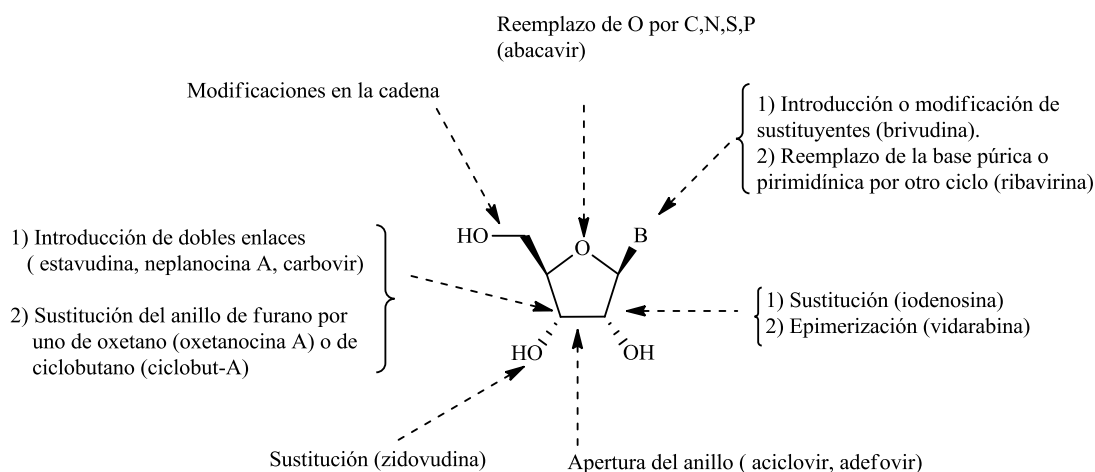 Reemplazo de O por C,N,S,P
(abacavir)
Modificaciones en la cadena
1) Introducción o modificación de
sustituyentes (brivudina).
2) Reemplazo de la base púrica o
pirimidínica por otro ciclo (ribavirina)
HO
O
B
1) Introducción de dobles enlaces
( estavudina, neplanocina A, carbovir)
2) Sustitución del anillo de furano por
uno de oxetano (oxetanocina A) o de
ciclobutano (ciclobut-A)
1) Sustitución (iodenosina)
2) Epimerización (vidarabina)
HO
OH
Sustitución (zidovudina)
Apertura del anillo ( aciclovir, adefovir)